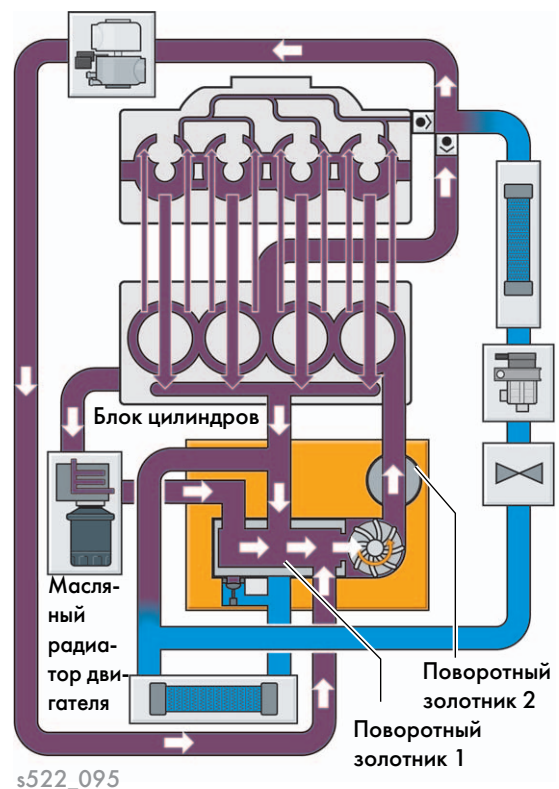 Блок цилиндров
Масля-
ный
радиа-
тор дви-
гателя
Поворотный
золотник 2
Поворотный
золотник 1
s522_095